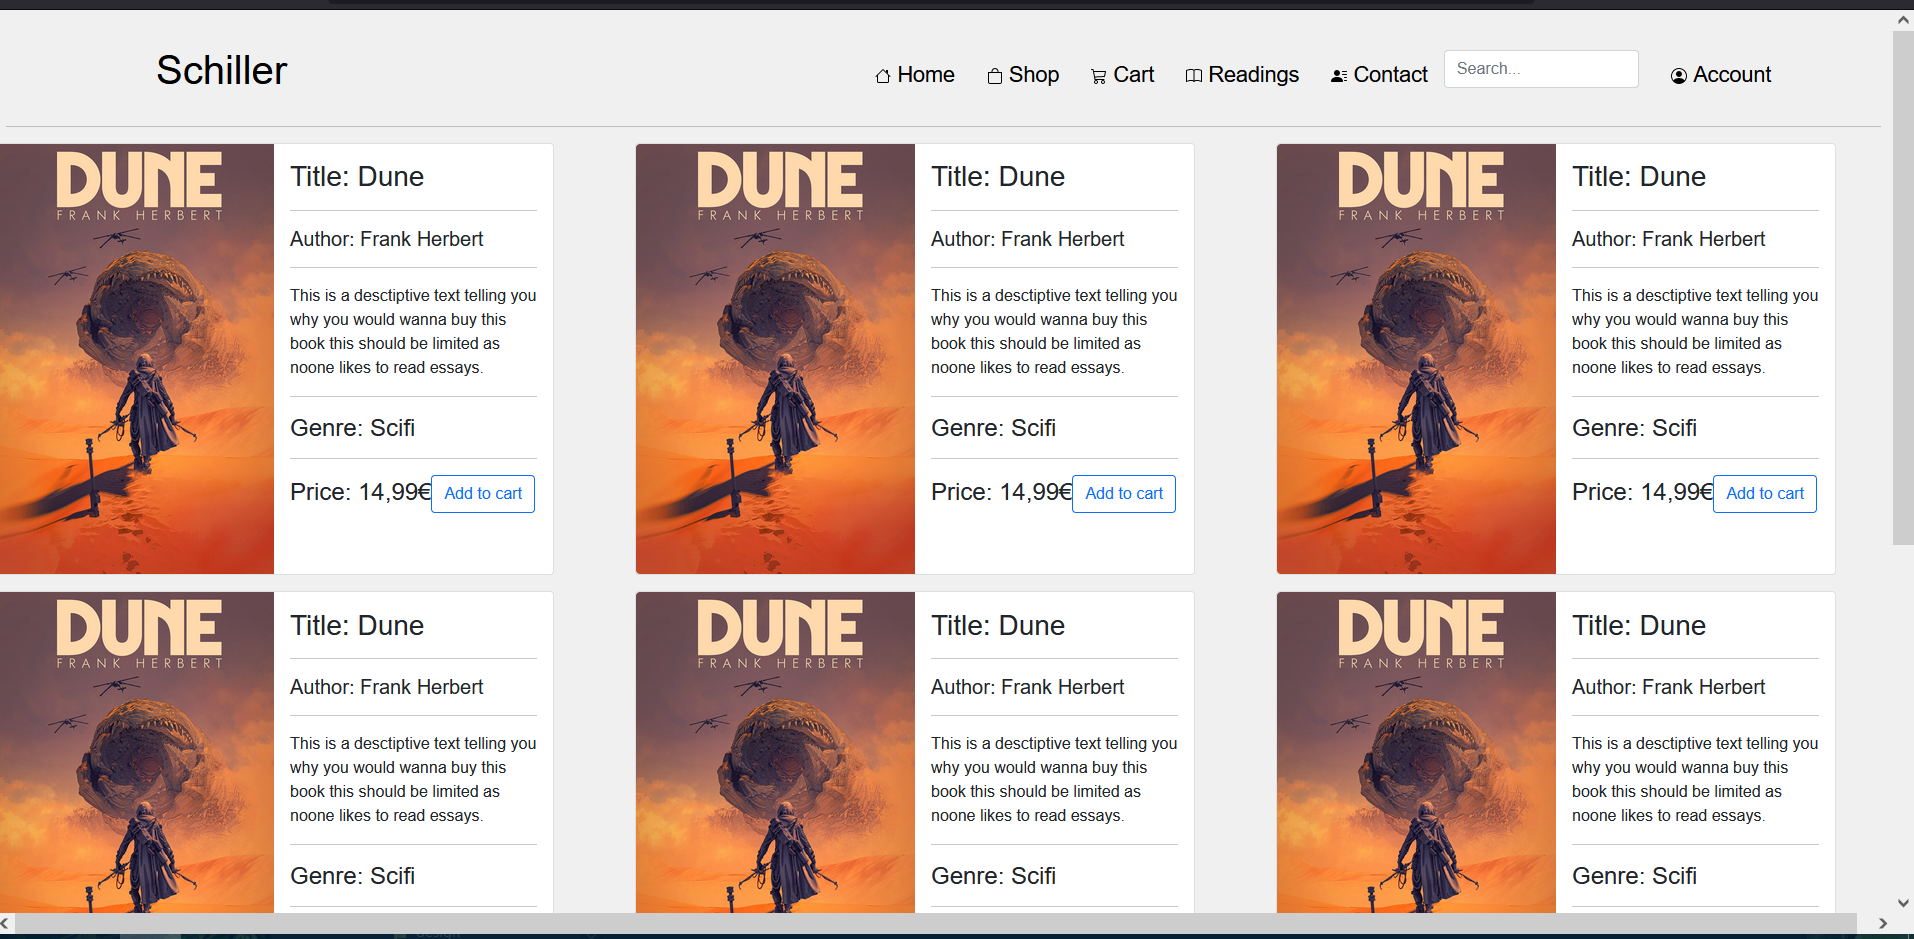 Schiller
Home Shop Cart Readings Contact Search... Account
DUNE
FRANK HERBERT
Title: Dune
Author: Frank Herbert
This is a desctiptive text telling you
why you would wanna buy this
book this should be limited as
noone likes to read essays.
Genre: Scifi
Price: 14,99€ Add to cart
DUNE
FRANK HERBERT
Title: Dune
Author: Frank Herbert
This is a desctiptive text telling you
why you would wanna buy this
book this should be limited as
noone likes to read essays.
Genre: Scifi
Price: 14,99€ Add to cart
DUNE
FRANK HERBERT
Title: Dune
Author: Frank Herbert
This is a desctiptive text telling you
why you would wanna buy this
book this should be limited as
noone likes to read essays.
Genre: Scifi
Price: 14,99€ Add to cart
DUNE
FRANK HERBERT
Title: Dune
Author: Frank Herbert
This is a desctiptive text telling you
why you would wanna buy this
book this should be limited as
noone likes to read essays.
Genre: Scifi
DUNE
FRANK HERBERT
Title: Dune
Author: Frank Herbert
This is a desctiptive text telling you
why you would wanna buy this
book this should be limited as
noone likes to read essays.
Genre: Scifi
DUNE
FRANK HERBERT
Title: Dune
Author: Frank Herbert
This is a desctiptive text telling you
why you would wanna buy this
book this should be limited as
noone likes to read essays.
Genre: Scifi